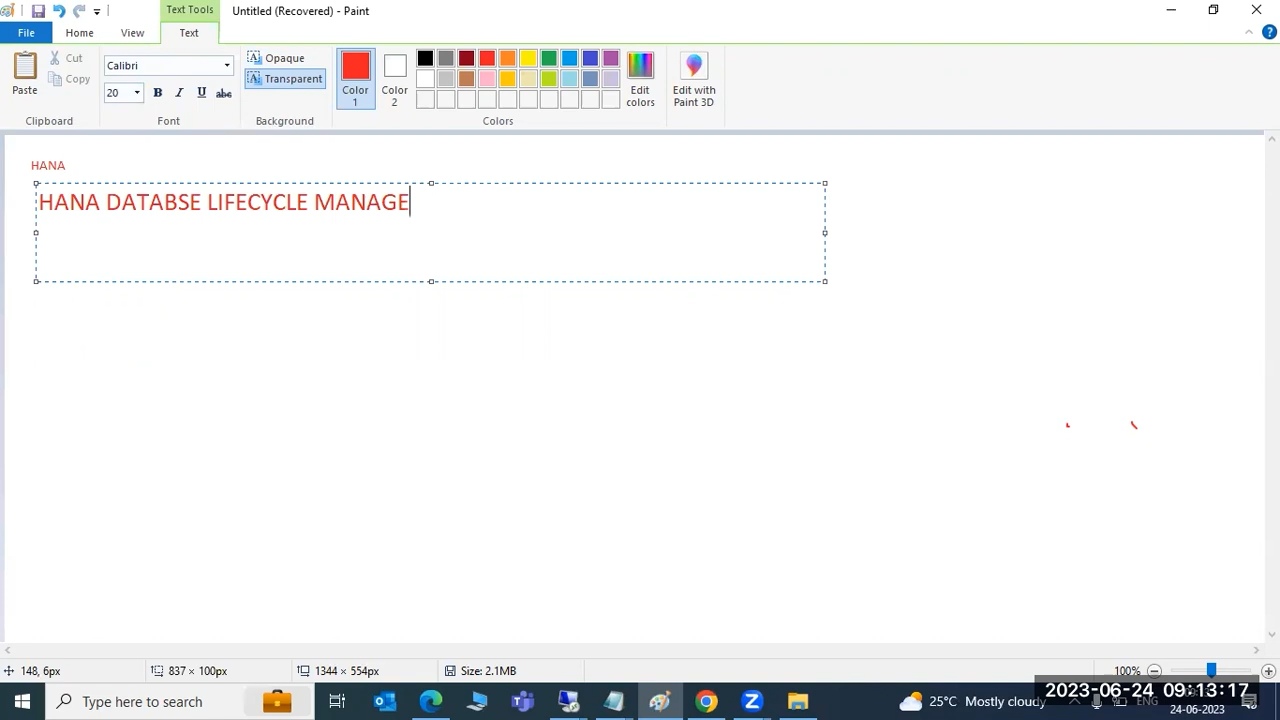 Text Tools
Untitled (Recovered) - Paint
File
Home
View
Text
Paste
Cut
Copy
Clipboard
Calibri
20
B I U abc
Font
Opaque
Transparent
Background
Color 1
Color 2
Edit colors
Colors
Edit with Paint 3D
HANA
HANA DATABSE LIFECYCLE MANAGE
148, 6px
837 × 100px
1344 × 554px
Size: 2.1MB
100%
Type here to search
25°C Mostly cloudy
ENG
2023-06-24 09:13:17
24-06-2023